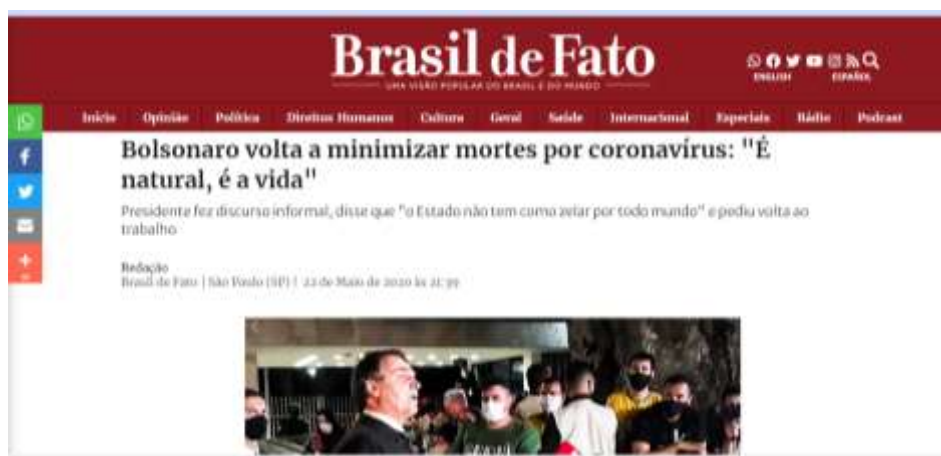 Brasil de Fato
UMA VISÃO POPULAR DO BRASIL E DO MUNDO
ENGLISH ESPAÑOL
Início Opinião Política Direitos Humanos Cultura Geral Saúde Internacional Especiais Rádio Podcast
Bolsonaro volta a minimizar mortes por coronavírus: "É
natural, é a vida"
Presidente fez discurso informal, disse que "o Estado não tem como zelar por todo mundo" e pediu volta ao
trabalho
Redação
Brasil de Fato | São Paulo (SP) | 22 de Maio de 2020 às 21:39